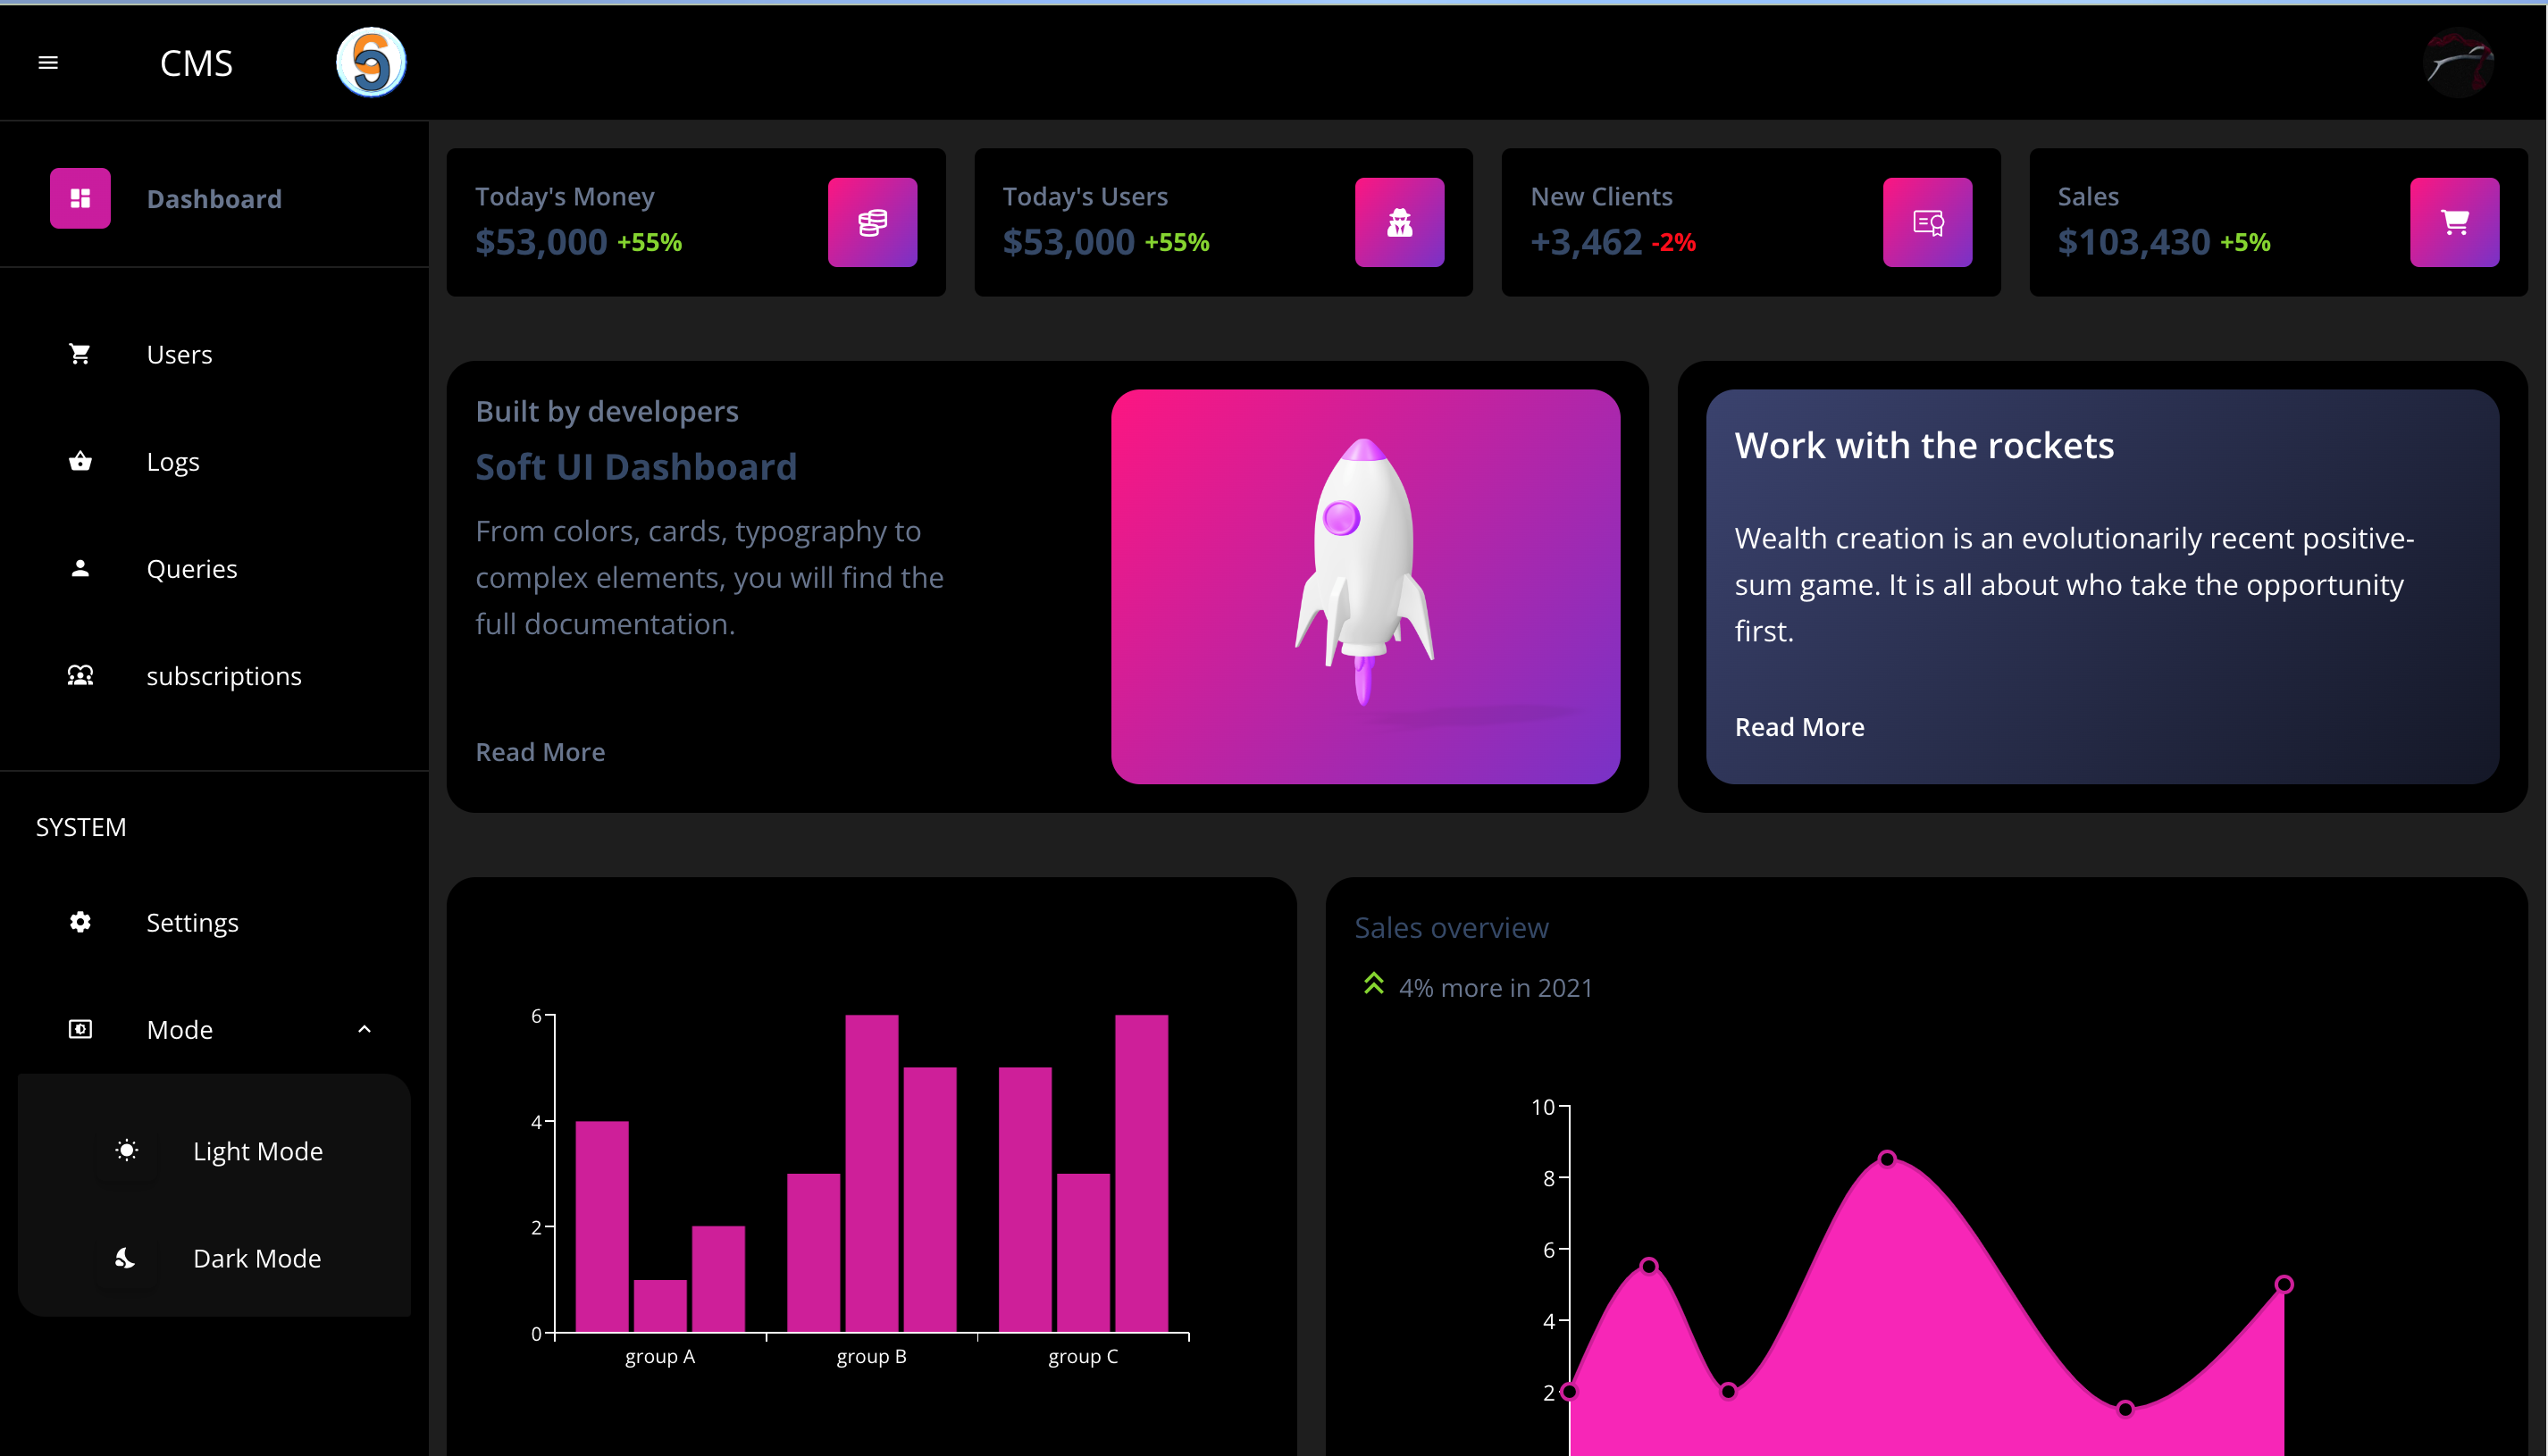 CMS
Dashboard
Users
Logs
Queries
subscriptions
SYSTEM
Settings
Mode
Light Mode
Dark Mode
Today's Money
$53,000 +55%
Today's Users
$53,000 +55%
New Clients
+3,462 -2%
Sales
$103,430 +5%
Built by developers
Soft UI Dashboard
From colors, cards, typography to
complex elements, you will find the
full documentation.
Read More
Work with the rockets
Wealth creation is an evolutionarily recent positive-
sum game. It is all about who take the opportunity
first.
Read More
6
4
2
0
group A group B group C
Sales overview
4% more in 2021
10
8
6
4
2